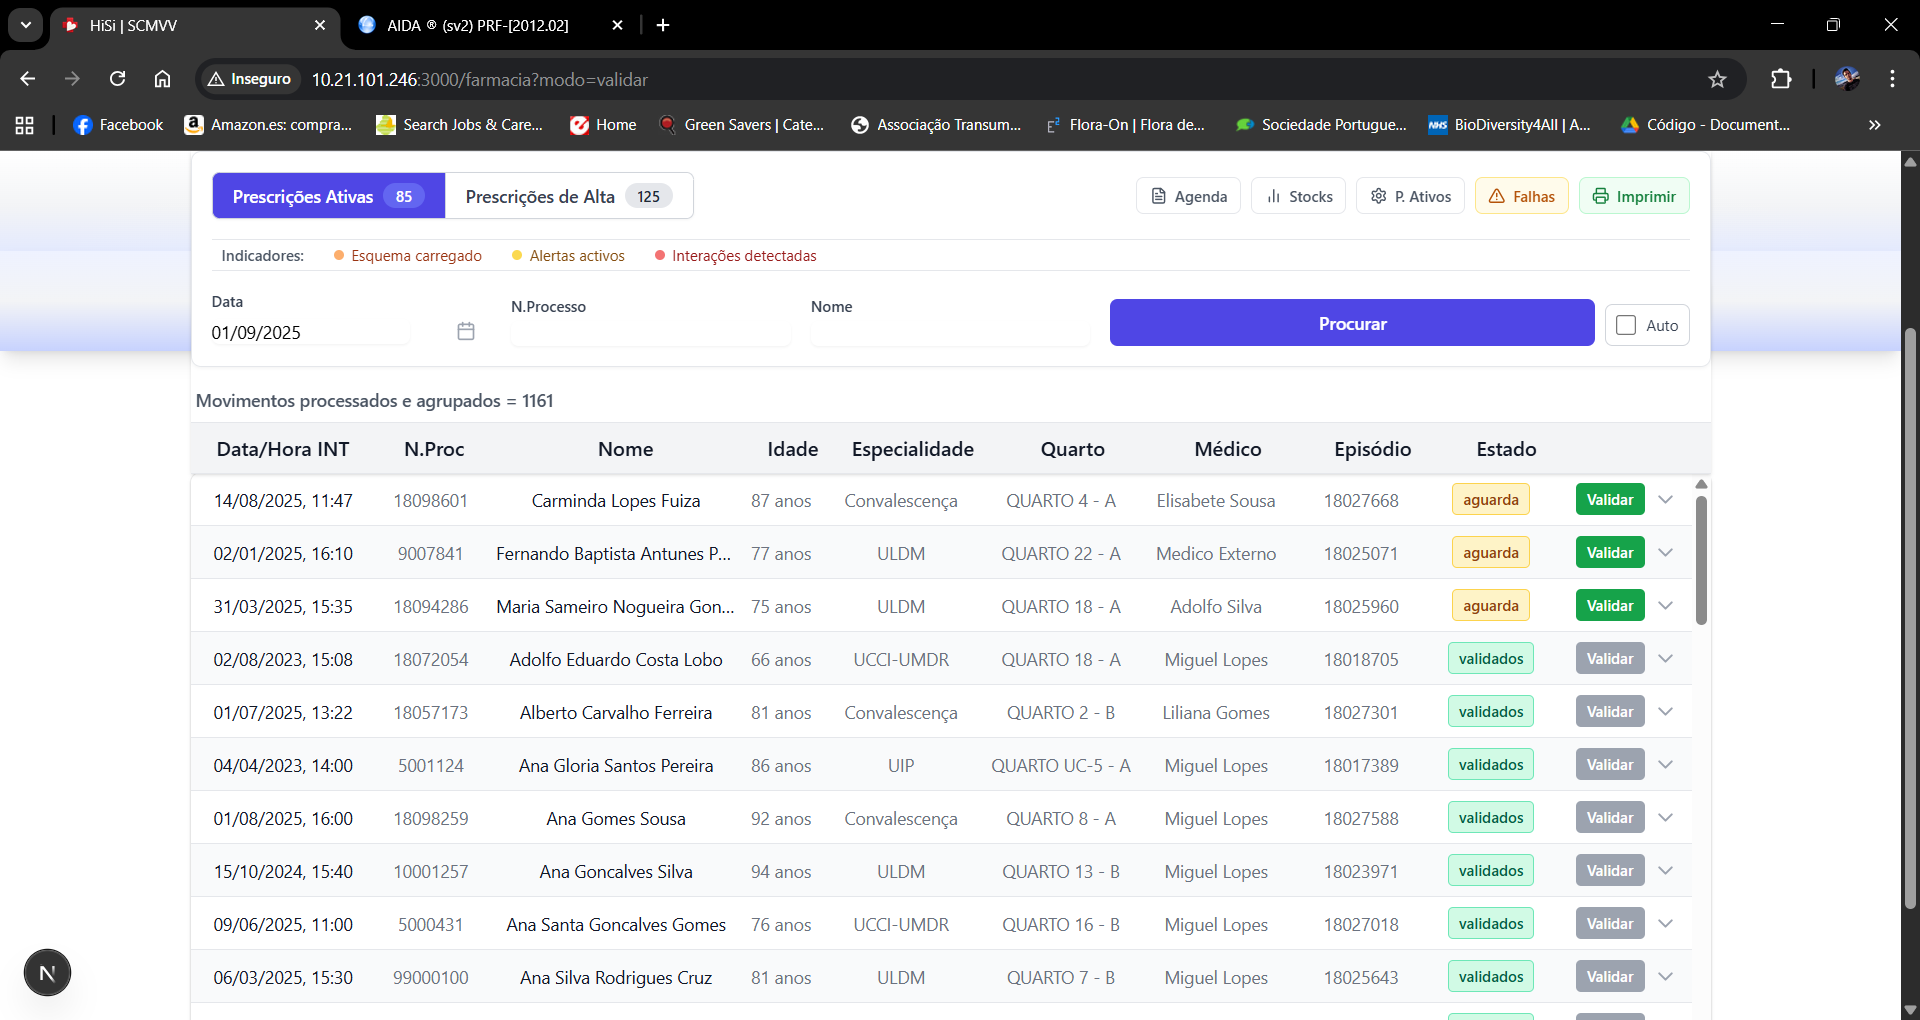 HiSi | SCMVV
AIDA ® (sv2) PRF-[2012.02]
Inseguro
10.21.101.246:3000/farmacia?modo=validar
Facebook
Amazon.es: compra...
Search Jobs & Care...
Home
Green Savers | Cate...
Associação Transum...
Flora-On | Flora de...
Sociedade Portugue...
BioDiversity4All | A...
Código - Document...
Prescrições Ativas 85
Prescrições de Alta 125
Agenda
Stocks
P. Ativos
Falhas
Imprimir
Indicadores: Esquema carregado Alertas activos Interações detectadas
Data
01/09/2025
N.Processo
Nome
Procurar
Auto
Movimentos processados e agrupados = 1161
Data/Hora INT N.Proc Nome Idade Especialidade Quarto Médico Episódio Estado
14/08/2025, 11:47 18098601 Carminda Lopes Fuiza 87 anos Convalescença QUARTO 4 - A Elisabete Sousa 18027668 aguarda Validar
02/01/2025, 16:10 9007841 Fernando Baptista Antunes P... 77 anos ULDM QUARTO 22 - A Medico Externo 18025071 aguarda Validar
31/03/2025, 15:35 18094286 Maria Sameiro Nogueira Gon... 75 anos ULDM QUARTO 18 - A Adolfo Silva 18025960 aguarda Validar
02/08/2023, 15:08 18072054 Adolfo Eduardo Costa Lobo 66 anos UCCI-UMDR QUARTO 18 - A Miguel Lopes 18018705 validados Validar
01/07/2025, 13:22 18057173 Alberto Carvalho Ferreira 81 anos Convalescença QUARTO 2 - B Liliana Gomes 18027301 validados Validar
04/04/2023, 14:00 5001124 Ana Gloria Santos Pereira 86 anos UIP QUARTO UC-5 - A Miguel Lopes 18017389 validados Validar
01/08/2025, 16:00 18098259 Ana Gomes Sousa 92 anos Convalescença QUARTO 8 - A Miguel Lopes 18027588 validados Validar
15/10/2024, 15:40 10001257 Ana Goncalves Silva 94 anos ULDM QUARTO 13 - B Miguel Lopes 18023971 validados Validar
09/06/2025, 11:00 5000431 Ana Santa Goncalves Gomes 76 anos UCCI-UMDR QUARTO 16 - B Miguel Lopes 18027018 validados Validar
06/03/2025, 15:30 99000100 Ana Silva Rodrigues Cruz 81 anos ULDM QUARTO 7 - B Miguel Lopes 18025643 validados Validar
N